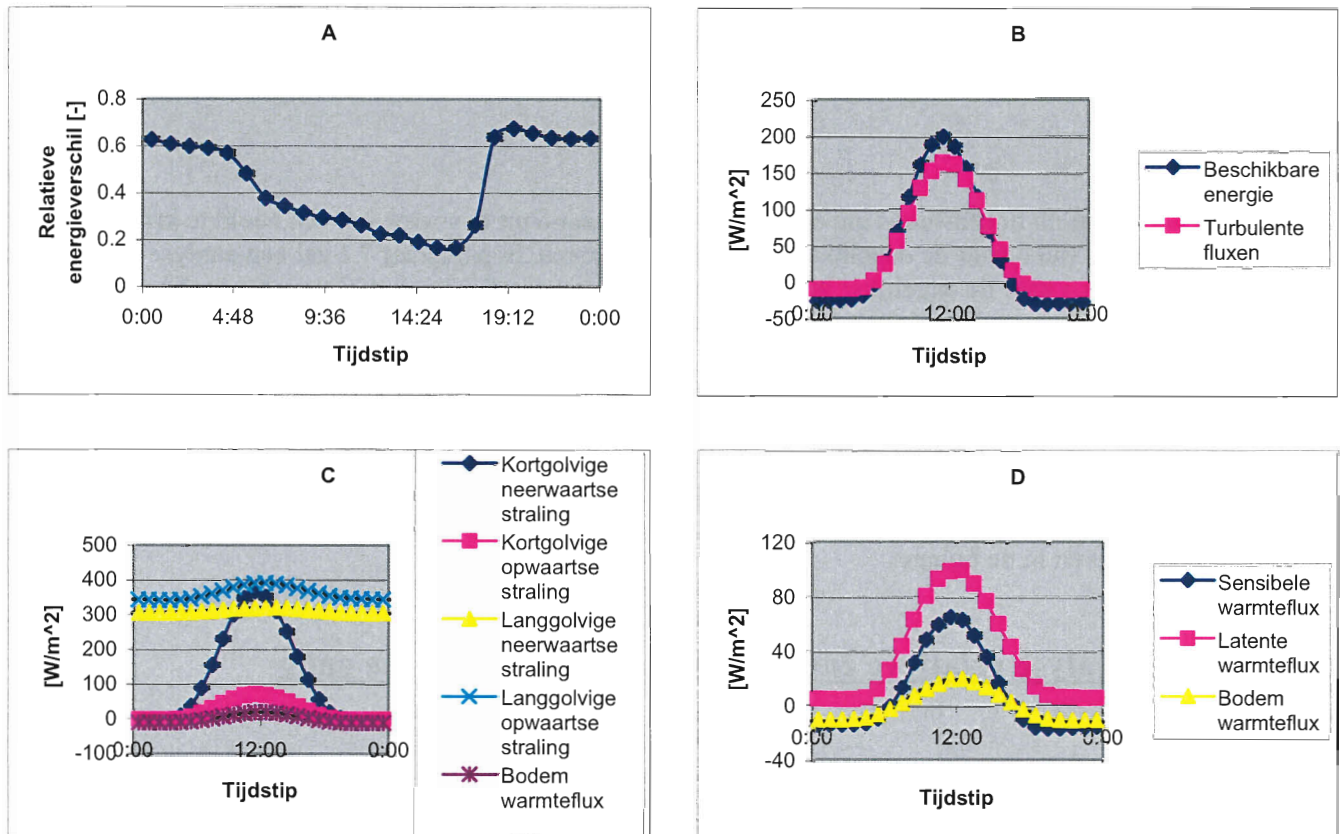 A
Relatieve
energieverschil [-]
0.8
0.6
0.4
0.2
0
0:00
4:48
9:36
14:24
19:12
0:00
Tijdstip
B
[W/m^2]
250
200
150
100
50
0
-50
0:00
12:00
0:00
Tijdstip
Beschikbare
energie
Turbulente
fluxen
C
[W/m^2]
500
400
300
200
100
0
-100
0:00
12:00
0:00
Tijdstip
Kortgolvige
neerwaartse
straling
Kortgolvige
opwaartse
straling
Langgolvige
neerwaartse
straling
Langgolvige
opwaartse
straling
Bodem
warmteflux
D
[W/m^2]
120
80
40
0
-40
0:00
12:00
0:00
Tijdstip
Sensibele
warmteflux
Latente
warmteflux
Bodem
warmteflux